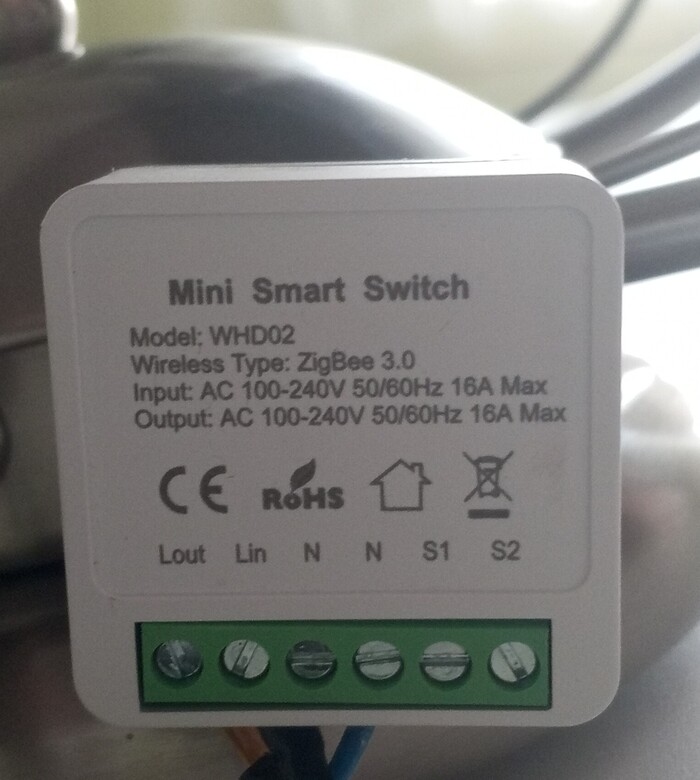 Mini Smart Switch
Model: WHD02
Wireless Type: ZigBee 3.0
Input: AC 100-240V 50/60Hz 16A Max
Output: AC 100-240V 50/60Hz 16A Max
CE RoHS
Lout Lin N N S1 S2